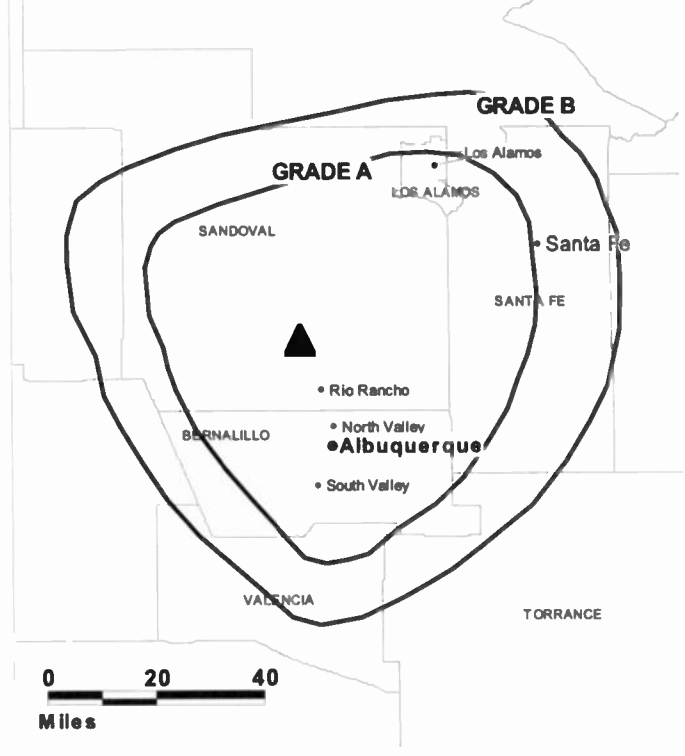 GRADE B
Los Alamos
GRADE A
LOS ALAMOS
SANDOVAL
Santa Fe
SANTA FE
Rio Rancho
North Valley
BERNALILLO
Albuquerque
South Valley
VALENCIA
TORRANCE
0 20 40
Miles